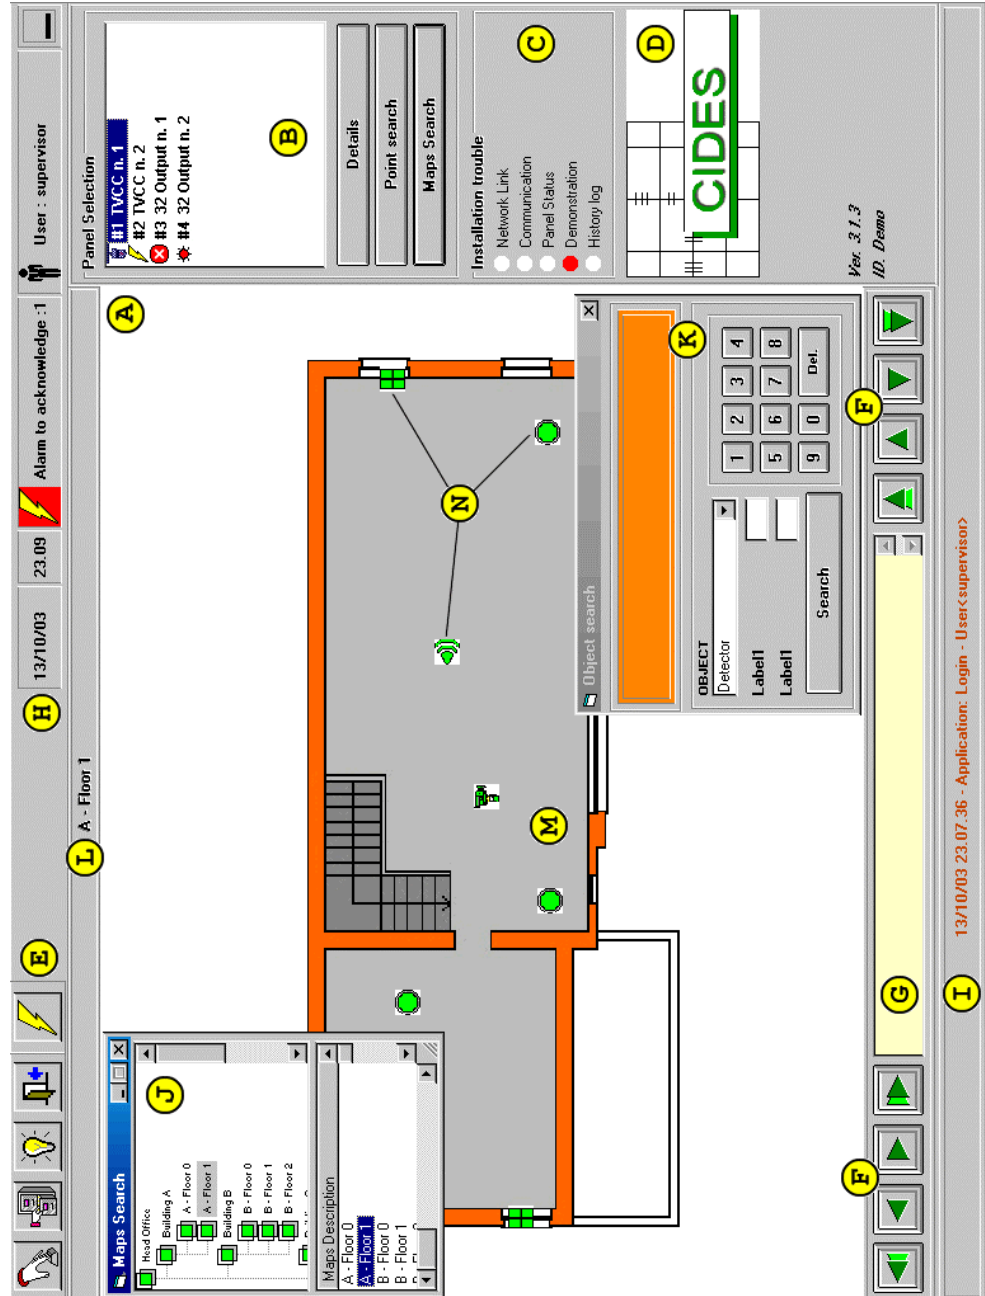 E
H
13/10/03
23.09
Alarm to acknowledge :1
User : supervisor
L
A - Floor 1
A
Maps Search
J
Head Office
Building A
A - Floor 0
A - Floor 1
Building B
B - Floor 0
B - Floor 1
B - Floor 2
Maps Description
A - Floor 0
A - Floor 1
B - Floor 0
B - Floor 1
N
M
Object search
K
OBJECT
Detector
Label1
Label1
Search
1 2 3 4
5 6 7 8
9 0 Del.
Panel Selection
#1 TVCC n. 1
#2 TVCC n. 2
#3 32 Output n. 1
#4 32 Output n. 2
B
Details
Point search
Maps Search
Installation trouble
C
Network Link
Communication
Panel Status
Demonstration
History log
D
CIDES
Ver. 3.1.3
ID. Demo
F
G
F
I
13/10/03 23.07.36 - Application: Login - User<supervisor>